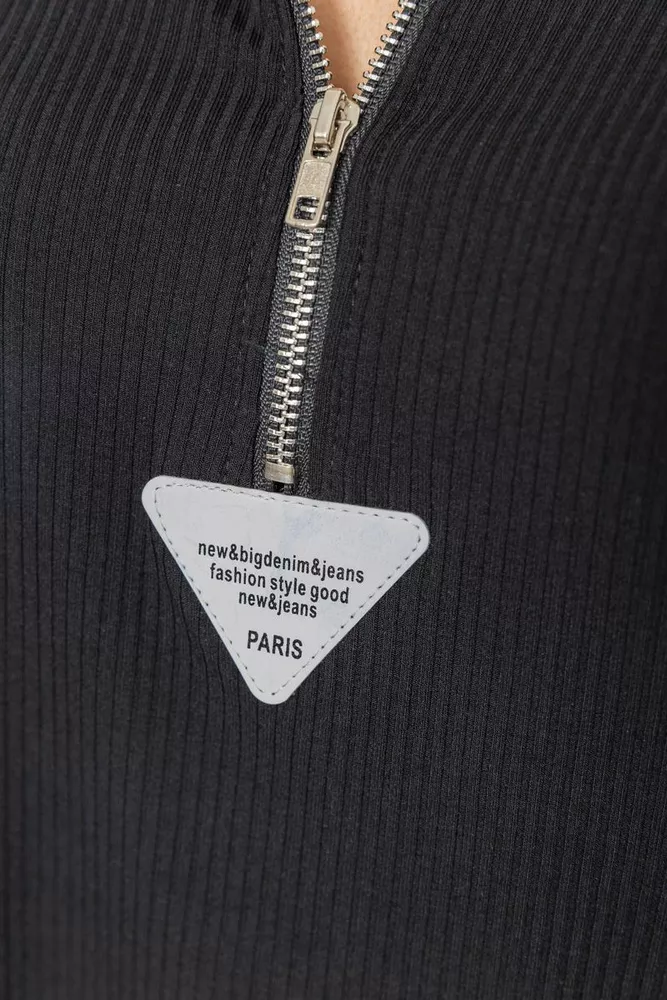 new&bigdenim&jeans
fashion style good
new&jeans
PARIS